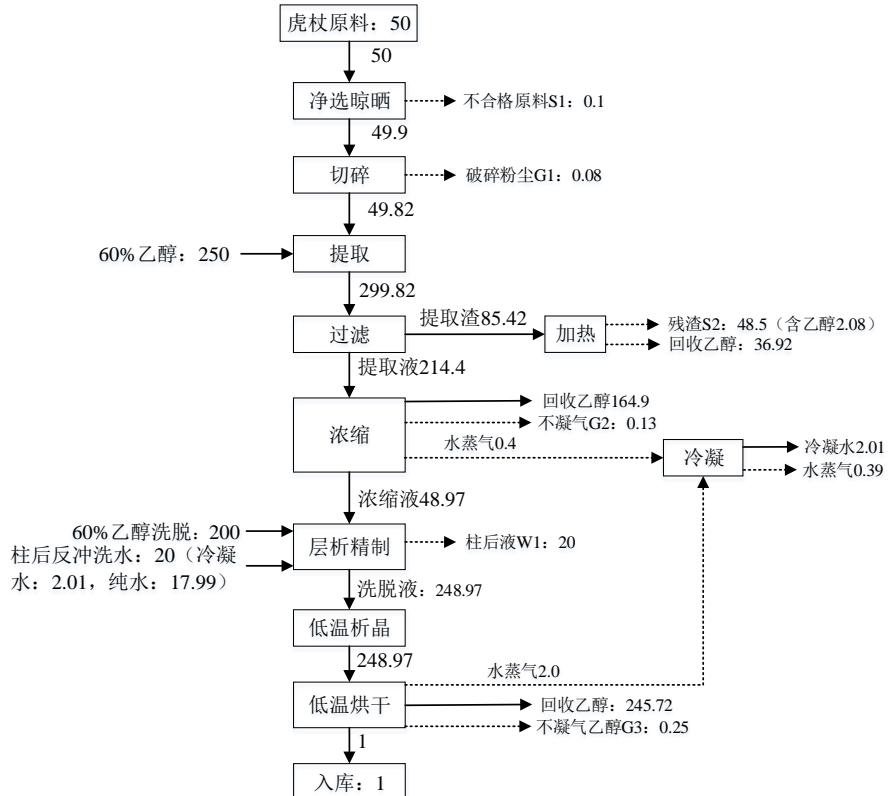 虎杖原料：50
50
净选晾晒
不合格原料S1：0.1
49.9
切碎
破碎粉尘G1：0.08
49.82
60%乙醇：250
提取
299.82
过滤
提取渣85.42
加热
残渣S2：48.5（含乙醇2.08）
回收乙醇：36.92
提取液214.4
浓缩
回收乙醇164.9
不凝气G2：0.13
水蒸气0.4
冷凝
冷凝水2.01
水蒸气0.39
浓缩液48.97
60%乙醇洗脱：200
柱后反冲洗水：20（冷凝
水：2.01，纯水：17.99）
层析精制
柱后液W1：20
洗脱液：248.97
低温析晶
248.97
水蒸气2.0
低温烘干
回收乙醇：245.72
不凝气乙醇G3：0.25
1
入库：1